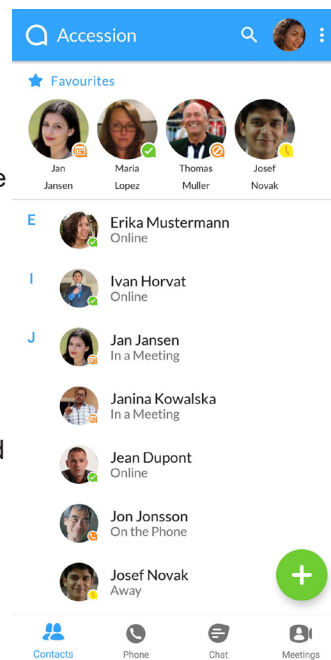 Accession
Favourites
Jan
Jansen
Maria
Lopez
Thomas
Muller
Josef
Novak
e
E
Erika Mustermann
Online
I
Ivan Horvat
Online
J
Jan Jansen
In a Meeting
Janina Kowalska
In a Meeting
d
Jean Dupont
Online
Jon Jonsson
On the Phone
Josef Novak
Away
Contacts
Phone
Chat
Meetings